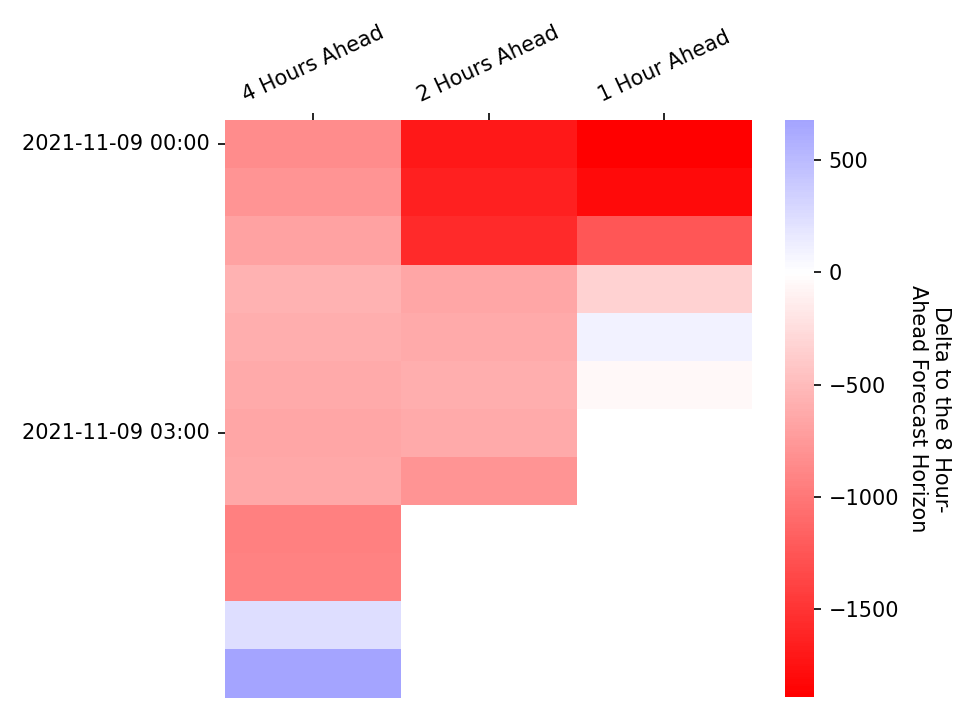 4 Hours Ahead
2 Hours Ahead
1 Hour Ahead
2021-11-09 00:00
2021-11-09 03:00
500
0
−500
−1000
−1500
Delta to the 8 Hour-
Ahead Forecast Horizon